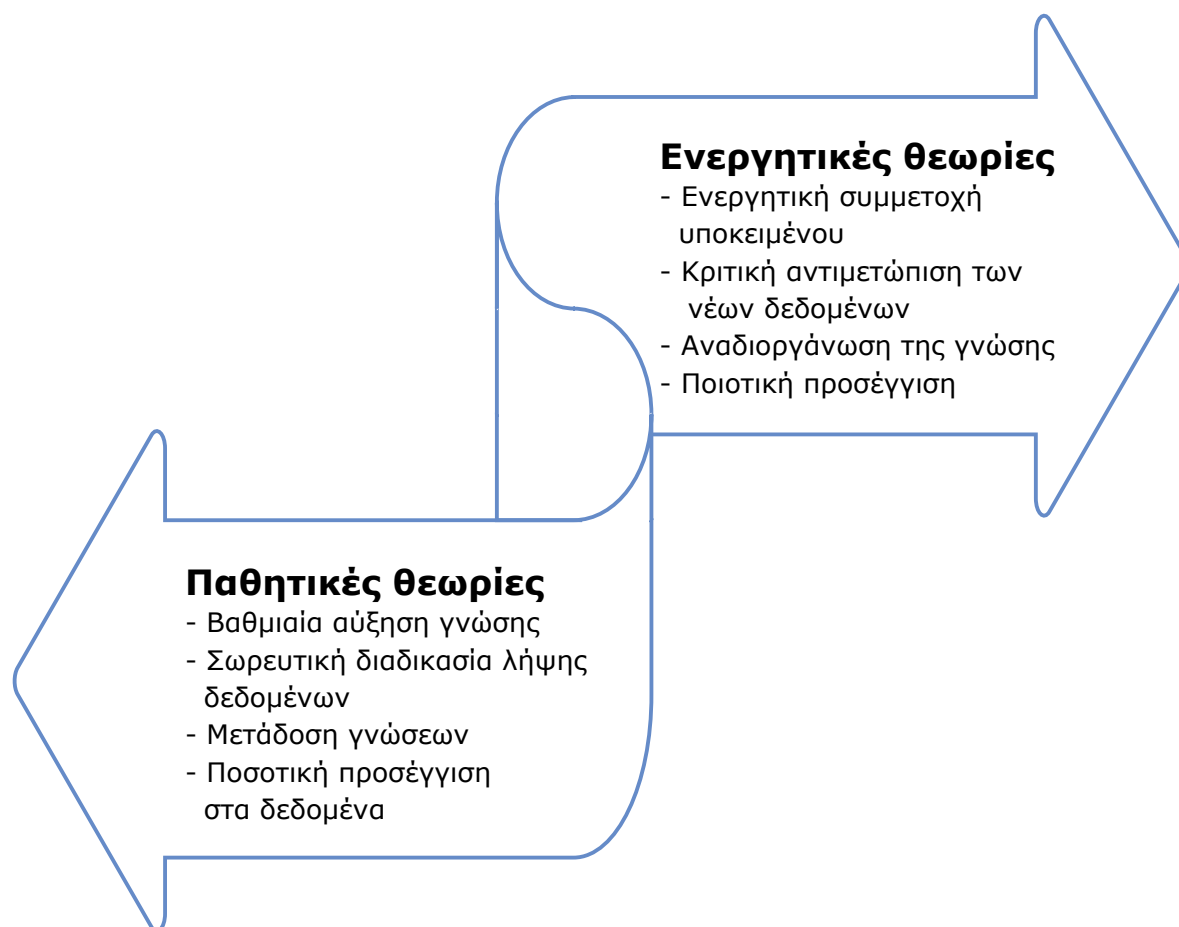 Ενεργητικές θεωρίες
- Ενεργητική συμμετοχή
υποκειμένου
- Κριτική αντιμετώπιση των
νέων δεδομένων
- Αναδιοργάνωση της γνώσης
- Ποιοτική προσέγγιση
Παθητικές θεωρίες
- Βαθμιαία αύξηση γνώσης
- Σωρευτική διαδικασία λήψης
δεδομένων
- Μετάδοση γνώσεων
- Ποσοτική προσέγγιση
στα δεδομένα